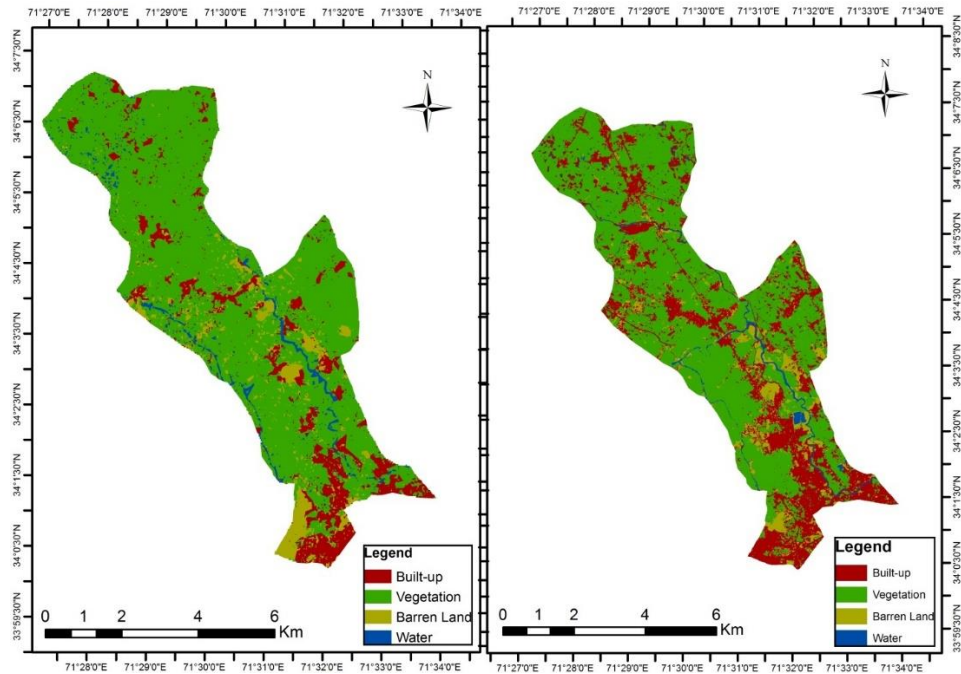 71°27'0"E 71°28'0"E 71°29'0"E 71°30'0"E 71°31'0"E 71°32'0"E 71°33'0"E 71°34'0"E
34°7'30"N
34°6'30"N
34°5'30"N
34°4'30"N
34°3'30"N
34°2'30"N
34°1'30"N
34°0'30"N
33°59'30"N
N
Legend
Built-up
Vegetation
Barren Land
Water
0 1 2 4 6
Km
71°28'0"E 71°29'0"E 71°30'0"E 71°31'0"E 71°32'0"E 71°33'0"E 71°34'0"E
71°27'0"E 71°28'0"E 71°29'0"E 71°30'0"E 71°31'0"E 71°32'0"E 71°33'0"E 71°34'0"E
N
34°8'30"N
34°7'30"N
34°6'30"N
34°5'30"N
34°4'30"N
34°3'30"N
34°2'30"N
34°1'30"N
34°0'30"N
33°59'30"N
Legend
Built-up
Vegetation
Barren Land
Water
0 1 2 4 6
Km
71°27'0"E 71°28'0"E 71°29'0"E 71°30'0"E 71°31'0"E 71°32'0"E 71°33'0"E 71°34'0"E